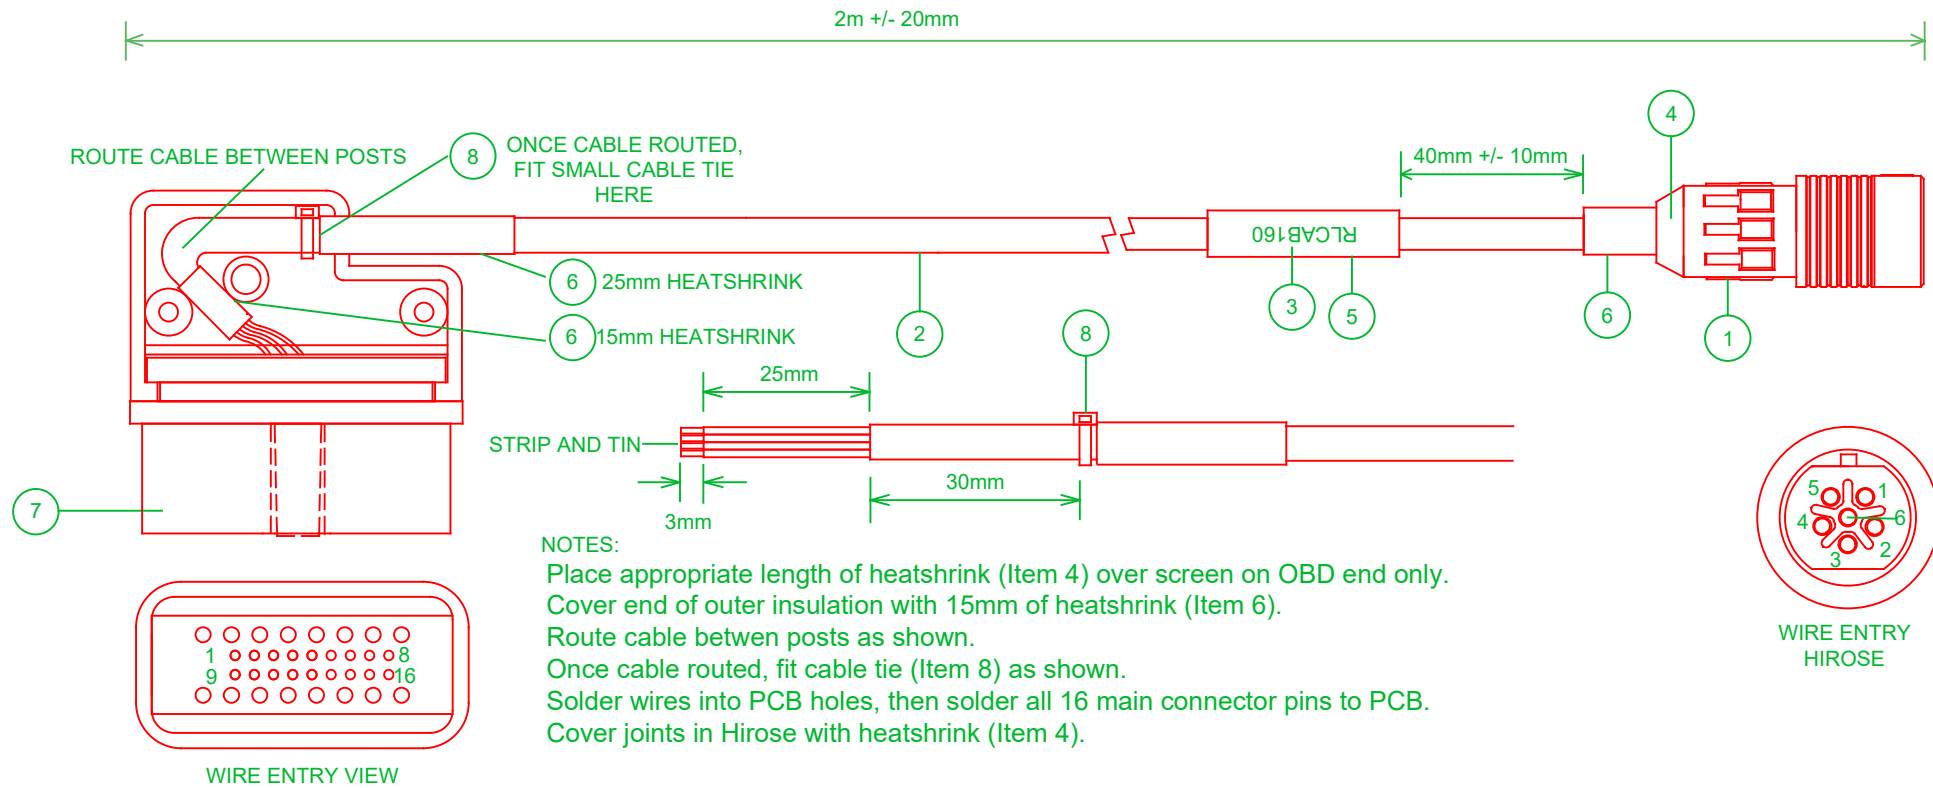 2m +/- 20mm
ROUTE CABLE BETWEEN POSTS
8
ONCE CABLE ROUTED,
FIT SMALL CABLE TIE
HERE
40mm +/- 10mm
4
RLCAB160
6
25mm HEATSHRINK
6
15mm HEATSHRINK
2
3
5
6
1
8
25mm
STRIP AND TIN
30mm
3mm
7
NOTES:
Place appropriate length of heatshrink (Item 4) over screen on OBD end only.
Cover end of outer insulation with 15mm of heatshrink (Item 6).
Route cable betwen posts as shown.
Once cable routed, fit cable tie (Item 8) as shown.
Solder wires into PCB holes, then solder all 16 main connector pins to PCB.
Cover joints in Hirose with heatshrink (Item 4).
1
8
9
16
WIRE ENTRY VIEW
5
1
4
6
3
2
WIRE ENTRY
HIROSE